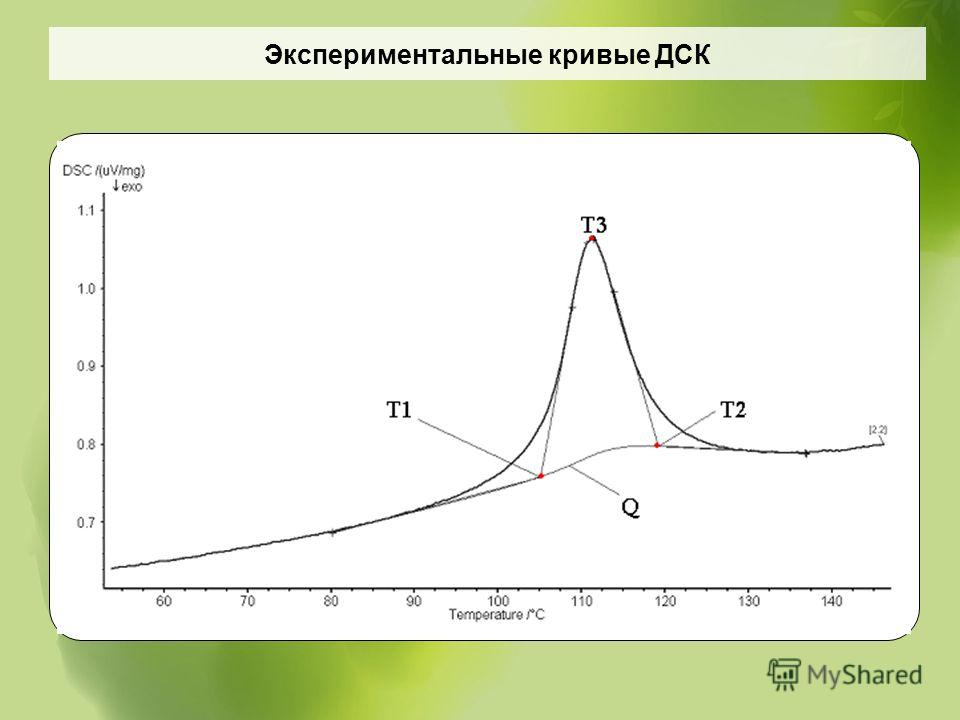 Экспериментальные кривые ДСК
DSC /(uV/mg)
↓exo
1.1
T3
1.0
0.9
T1
T2
[2.2]
0.8
Q
0.7
60 70 80 90 100 110 120 130 140
Temperature /°C
MyShared